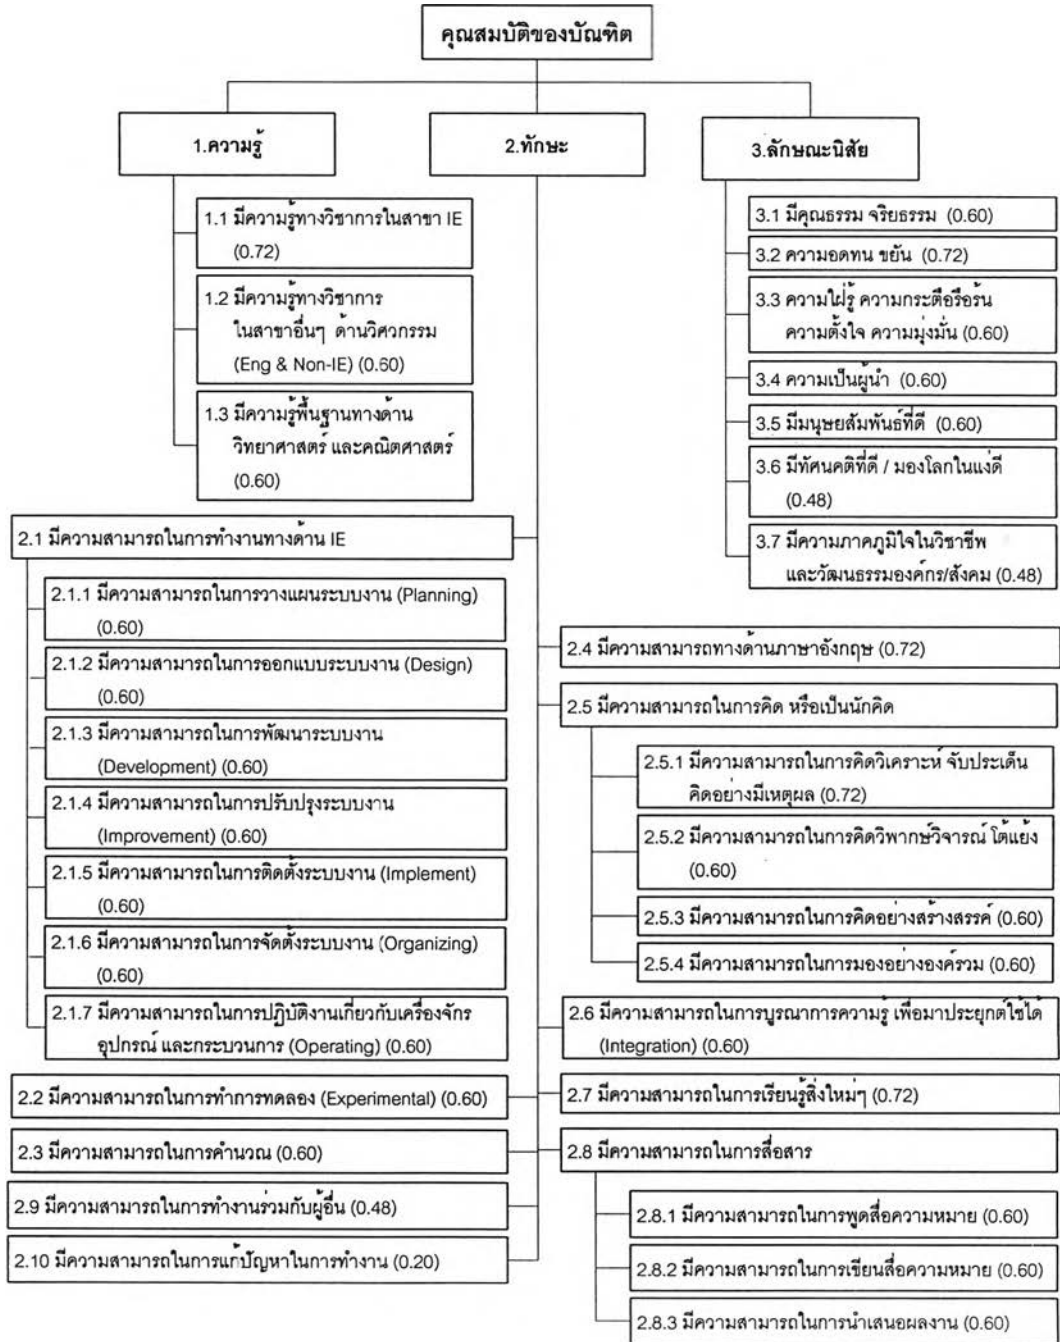 คุณสมบัติของบัณฑิต
1.ความรู้
2.ทักษะ
3.ลักษณะนิสัย
1.1 มีความรู้ทางวิชาการในสาขา IE
(0.72)
1.2 มีความรู้ทางวิชาการ
ในสาขาอื่นๆ ด้านวิศวกรรม
(Eng & Non-IE) (0.60)
1.3 มีความรู้พื้นฐานทางด้าน
วิทยาศาสตร์ และคณิตศาสตร์
(0.60)
3.1 มีคุณธรรม จริยธรรม (0.60)
3.2 ความอดทน ขยัน (0.72)
3.3 ความใฝ่รู้ ความกระตือรือร้น
ความตั้งใจ ความมุ่งมั่น (0.60)
3.4 ความเป็นผู้นำ (0.60)
3.5 มีมนุษยสัมพันธ์ที่ดี (0.60)
3.6 มีทัศนคติที่ดี / มองโลกในแง่ดี
(0.48)
3.7 มีความภาคภูมิใจในวิชาชีพ
และวัฒนธรรมองค์กร/สังคม (0.48)
2.1 มีความสามารถในการทำงานทางด้าน IE
2.1.1 มีความสามารถในการวางแผนระบบงาน (Planning)
(0.60)
2.1.2 มีความสามารถในการออกแบบระบบงาน (Design)
(0.60)
2.1.3 มีความสามารถในการพัฒนาระบบงาน
(Development) (0.60)
2.1.4 มีความสามารถในการปรับปรุงระบบงาน
(Improvement) (0.60)
2.1.5 มีความสามารถในการติดตั้งระบบงาน (Implement)
(0.60)
2.1.6 มีความสามารถในการจัดตั้งระบบงาน (Organizing)
(0.60)
2.1.7 มีความสามารถในการปฏิบัติงานเกี่ยวกับเครื่องจักร
อุปกรณ์ และกระบวนการ (Operating) (0.60)
2.2 มีความสามารถในการทำการทดลอง (Experimental) (0.60)
2.3 มีความสามารถในการคำนวณ (0.60)
2.9 มีความสามารถในการทำงานร่วมกับผู้อื่น (0.48)
2.10 มีความสามารถในการแก้ปัญหาในการทำงาน (0.20)
2.4 มีความสามารถทางด้านภาษาอังกฤษ (0.72)
2.5 มีความสามารถในการคิด หรือเป็นนักคิด
2.5.1 มีความสามารถในการคิดวิเคราะห์ จับประเด็น
คิดอย่างมีเหตุผล (0.72)
2.5.2 มีความสามารถในการคิดวิพากษ์วิจารณ์ โต้แย้ง
(0.60)
2.5.3 มีความสามารถในการคิดอย่างสร้างสรรค์ (0.60)
2.5.4 มีความสามารถในการมองอย่างองค์รวม (0.60)
2.6 มีความสามารถในการบูรณาการความรู้ เพื่อมาประยุกต์ใช้ได้
(Integration) (0.60)
2.7 มีความสามารถในการเรียนรู้สิ่งใหม่ๆ (0.72)
2.8 มีความสามารถในการสื่อสาร
2.8.1 มีความสามารถในการพูดสื่อความหมาย (0.60)
2.8.2 มีความสามารถในการเขียนสื่อความหมาย (0.60)
2.8.3 มีความสามารถในการนำเสนอผลงาน (0.60)